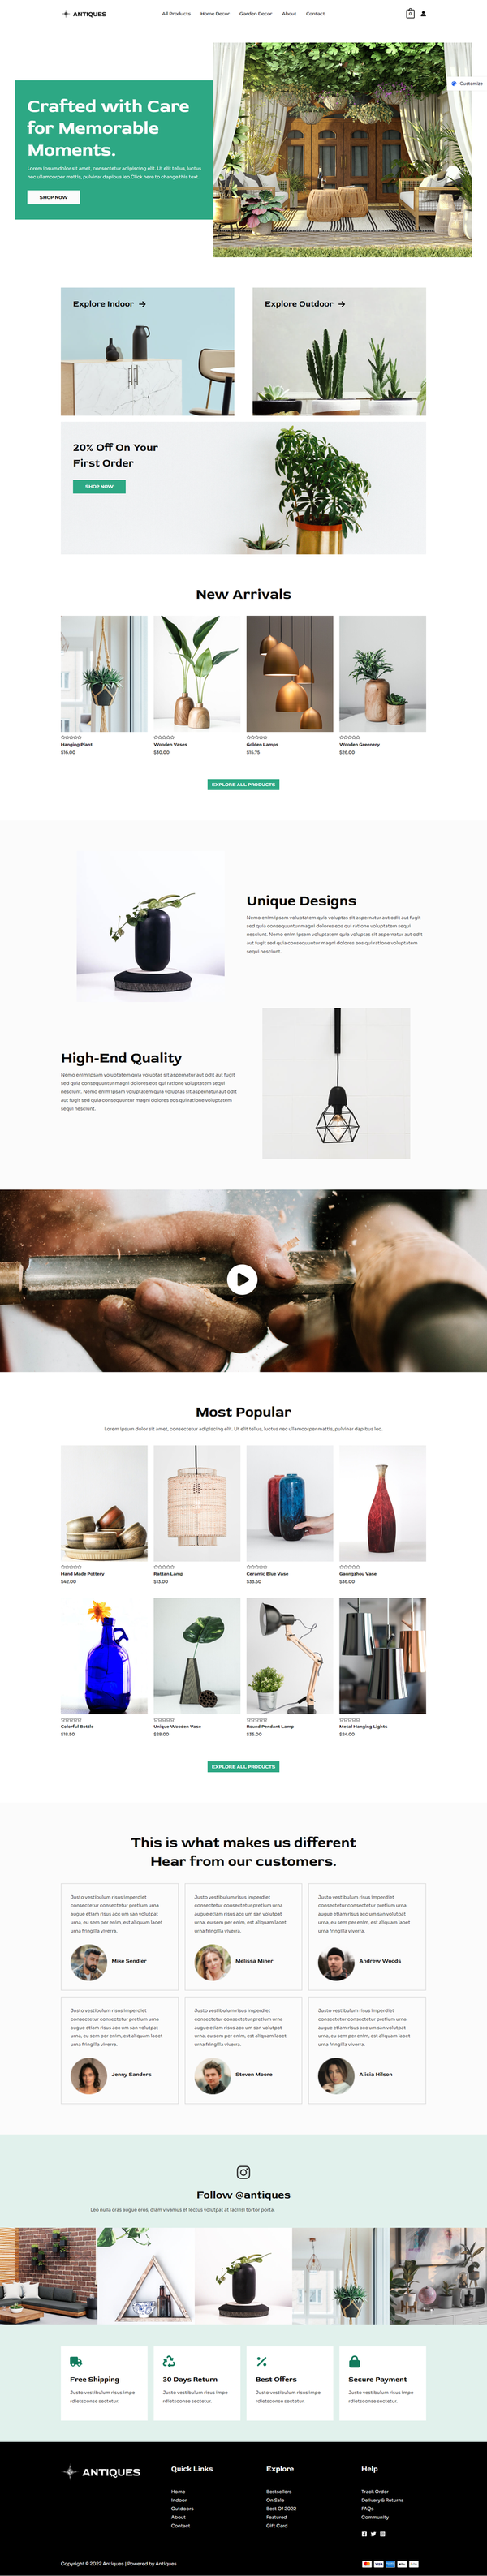 ANTIQUES
All Products Home Decor Garden Decor About Contact
0
Customize
Crafted with Care
for Memorable
Moments.
Lorem ipsum dolor sit amet, consectetur adipiscing elit. Ut elit tellus, luctus
nec ullamcorper mattis, pulvinar dapibus leo.Click here to change this text.
SHOP NOW
Explore Indoor
Explore Outdoor
20% Off On Your
First Order
SHOP NOW
New Arrivals
Hanging Plant
$16.00
Wooden Vases
$30.00
Golden Lamps
$15.75
Wooden Greenery
$26.00
EXPLORE ALL PRODUCTS
Unique Designs
Nemo enim ipsam voluptatem quia voluptas sit aspernatur aut odit aut fugit
sed quia consequuntur magni dolores eos qui ratione voluptatem sequi
nesciunt. Nemo enim ipsam voluptatem quia voluptas sit aspernatur aut odit
aut fugit sed quia consequuntur magni dolores eos qui ratione voluptatem
sequi nesciunt.
High-End Quality
Nemo enim ipsam voluptatem quia voluptas sit aspernatur aut odit aut fugit
sed quia consequuntur magni dolores eos qui ratione voluptatem sequi
nesciunt. Nemo enim ipsam voluptatem quia voluptas sit aspernatur aut odit
aut fugit sed quia consequuntur magni dolores eos qui ratione voluptatem
sequi nesciunt.
Most Popular
Lorem ipsum dolor sit amet, consectetur adipiscing elit. Ut elit tellus, luctus nec ullamcorper mattis, pulvinar dapibus leo.
Hand Made Pottery
$42.00
Rattan Lamp
$13.00
Ceramic Blue Vase
$33.50
Gaungzhou Vase
$36.00
Colorful Bottle
$18.50
Unique Wooden Vase
$28.00
Round Pendant Lamp
$35.00
Metal Hanging Lights
$24.00
EXPLORE ALL PRODUCTS
This is what makes us different
Hear from our customers.
Justo vestibulum risus imperdiet
consectetur consectetur pretium urna
augue etiam risus acc um san volutpat
urna, eu sem per enim, est aliquam laoet
urna fringilla viverra.
Mike Sendler
Justo vestibulum risus imperdiet
consectetur consectetur pretium urna
augue etiam risus acc um san volutpat
urna, eu sem per enim, est aliquam laoet
urna fringilla viverra.
Melissa Miner
Justo vestibulum risus imperdiet
consectetur consectetur pretium urna
augue etiam risus acc um san volutpat
urna, eu sem per enim, est aliquam laoet
urna fringilla viverra.
Andrew Woods
Justo vestibulum risus imperdiet
consectetur consectetur pretium urna
augue etiam risus acc um san volutpat
urna, eu sem per enim, est aliquam laoet
urna fringilla viverra.
Jenny Sanders
Justo vestibulum risus imperdiet
consectetur consectetur pretium urna
augue etiam risus acc um san volutpat
urna, eu sem per enim, est aliquam laoet
urna fringilla viverra.
Steven Moore
Justo vestibulum risus imperdiet
consectetur consectetur pretium urna
augue etiam risus acc um san volutpat
urna, eu sem per enim, est aliquam laoet
urna fringilla viverra.
Alicia Hilson
Follow @antiques
Leo nulla cras augue eros, diam vivamus et lectus volutpat at facilisi tortor porta.
Free Shipping
Justo vestibulum risus impe
rdietsconse sectetur.
30 Days Return
Justo vestibulum risus impe
rdietsconse sectetur.
Best Offers
Justo vestibulum risus impe
rdietsconse sectetur.
Secure Payment
Justo vestibulum risus impe
rdietsconse sectetur.
ANTIQUES
Quick Links
Home
Indoor
Outdoors
About
Contact
Explore
Bestsellers
On Sale
Best Of 2022
Featured
Gift Card
Help
Track Order
Delivery & Returns
FAQs
Community
Copyright © 2022 Antiques | Powered by Antiques
VISA